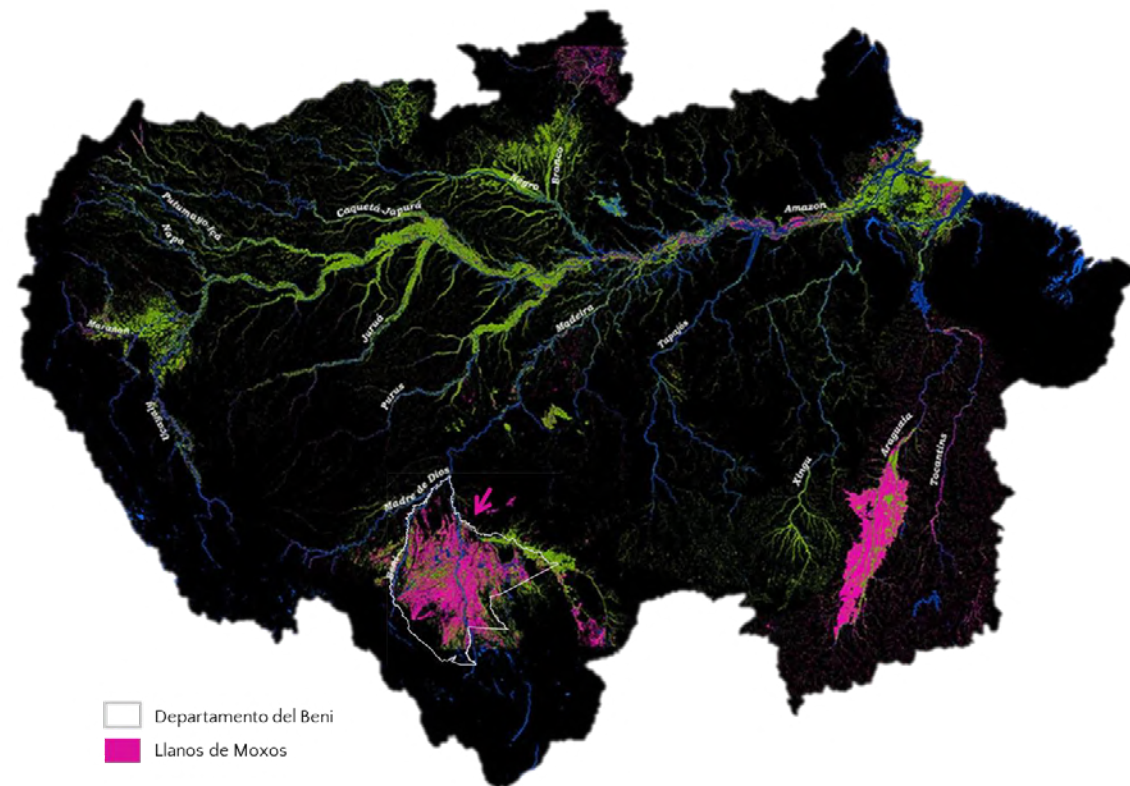 Branco
Negro
Amazon
Caquetá-Japurá
Putumayo-Içá
Napo
Madeira
Tapajós
Juruá
Marañon
Purus
Ucayali
Araguaia
Tocantins
Xingu
Madre de Dios
Beni
Departamento del Beni
Llanos de Moxos